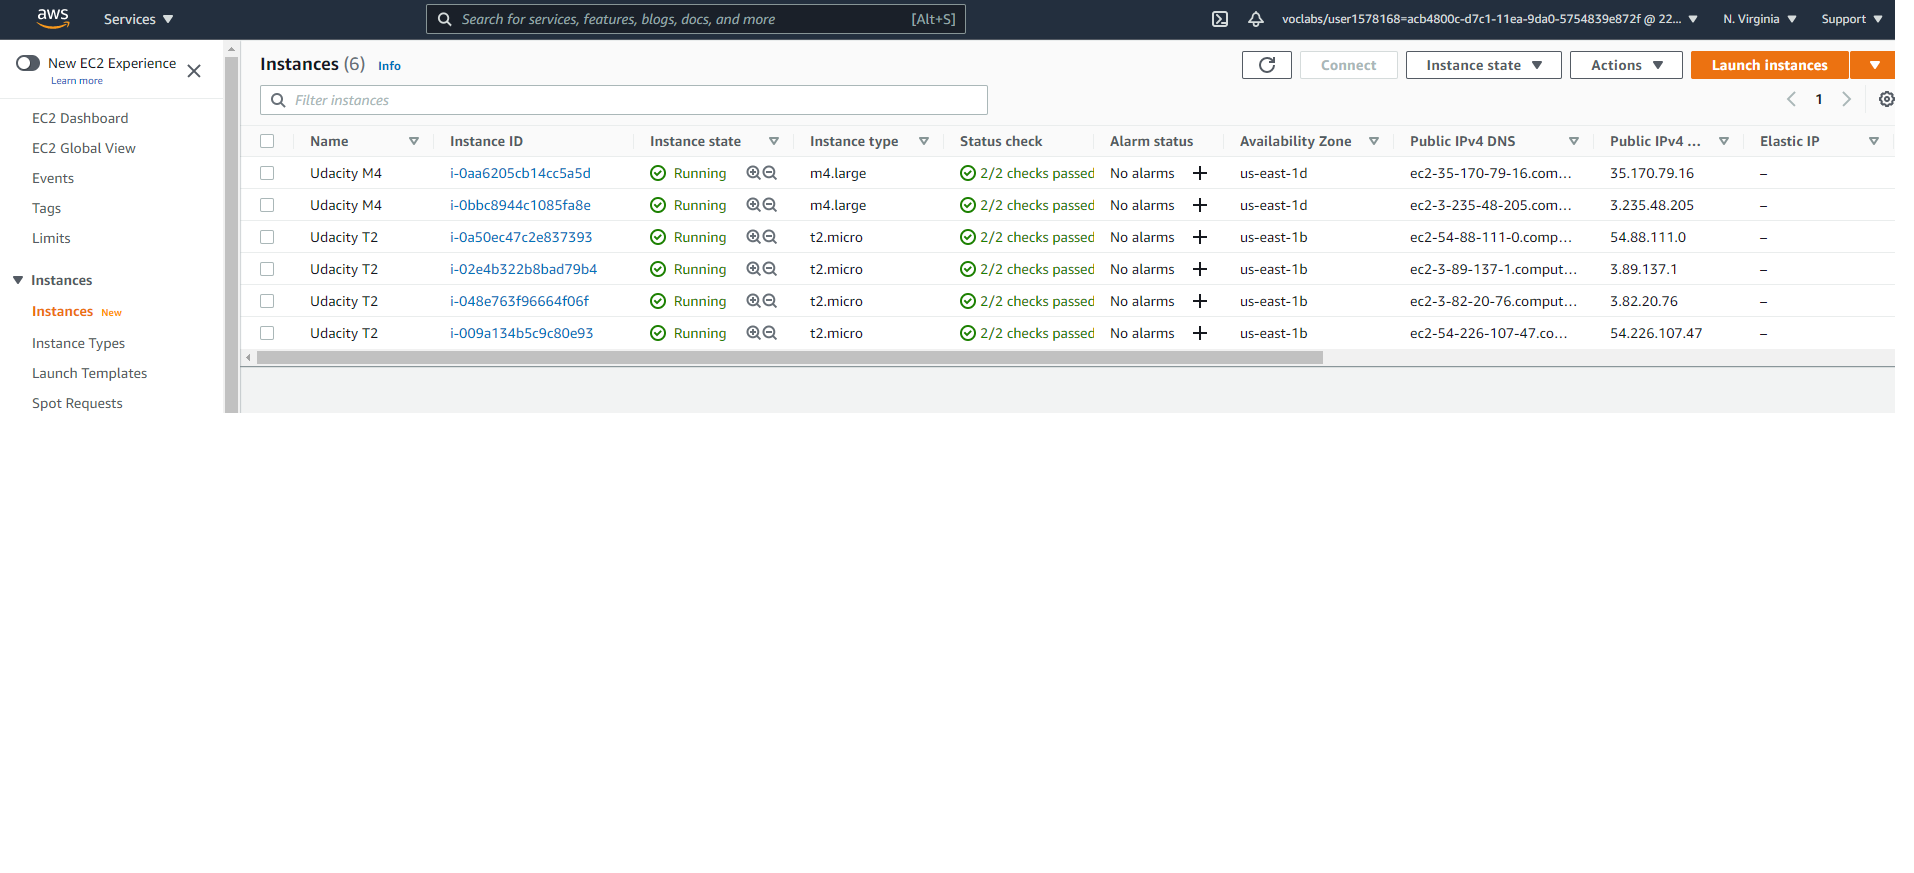 aws Services Search for services, features, blogs, docs, and more [Alt+S] voclabs/user1578168=acb4800c-d7c1-11ea-9da0-5754839e872f @ 22... N. Virginia Support
New EC2 Experience
Learn more
EC2 Dashboard
EC2 Global View
Events
Tags
Limits
Instances
Instances New
Instance Types
Launch Templates
Spot Requests
Instances (6) Info Connect Instance state Actions Launch instances
Filter instances 1
Name Instance ID Instance state Instance type Status check Alarm status Availability Zone Public IPv4 DNS Public IPv4 ... Elastic IP
Udacity M4 i-0aa6205cb14cc5a5d Running m4.large 2/2 checks passed No alarms us-east-1d ec2-35-170-79-16.com... 35.170.79.16 –
Udacity M4 i-0bbc8944c1085fa8e Running m4.large 2/2 checks passed No alarms us-east-1d ec2-3-235-48-205.com... 3.235.48.205 –
Udacity T2 i-0a50ec47c2e837393 Running t2.micro 2/2 checks passed No alarms us-east-1b ec2-54-88-111-0.comp... 54.88.111.0 –
Udacity T2 i-02e4b322b8bad79b4 Running t2.micro 2/2 checks passed No alarms us-east-1b ec2-3-89-137-1.comput... 3.89.137.1 –
Udacity T2 i-048e763f96664f06f Running t2.micro 2/2 checks passed No alarms us-east-1b ec2-3-82-20-76.comput... 3.82.20.76 –
Udacity T2 i-009a134b5c9c80e93 Running t2.micro 2/2 checks passed No alarms us-east-1b ec2-54-226-107-47.co... 54.226.107.47 –